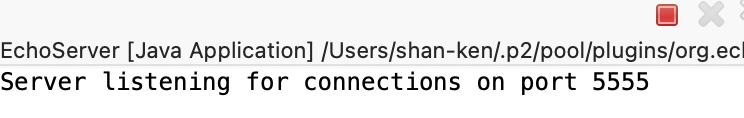 EchoServer [Java Application] /Users/shan-ken/.p2/pool/plugins/org.ecl
Server listening for connections on port 5555